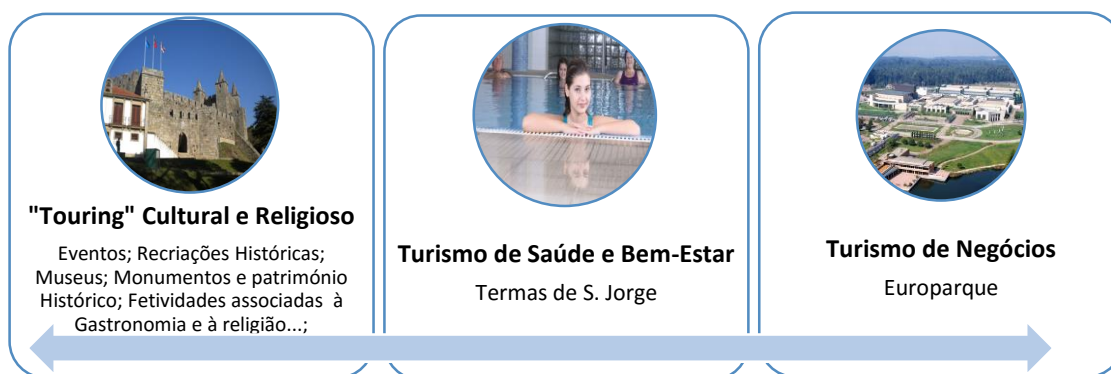 "Touring" Cultural e Religioso
Eventos; Recriações Históricas;
Museus; Monumentos e património
Histórico; Fetividades associadas à
Gastronomia e à religião...;
Turismo de Saúde e Bem-Estar
Termas de S. Jorge
Turismo de Negócios
Europarque